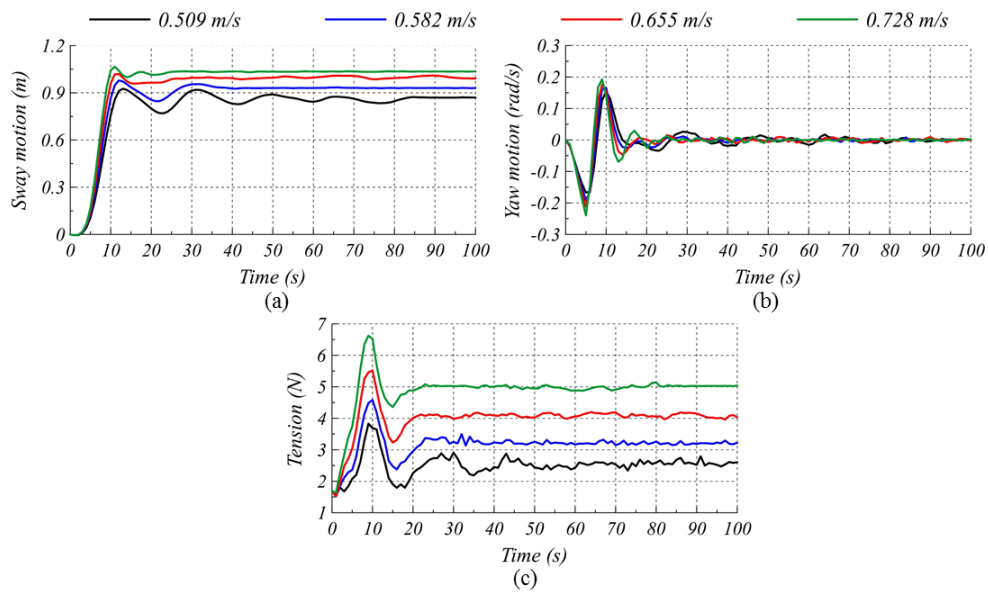 0.509 m/s 0.582 m/s 0.655 m/s 0.728 m/s
Sway motion (m)
1.2
0.9
0.6
0.3
0
0 10 20 30 40 50 60 70 80 90 100
Time (s)
(a)
Yaw motion (rad/s)
0.3
0.2
0.1
0
-0.1
-0.2
-0.3
0 10 20 30 40 50 60 70 80 90 100
Time (s)
(b)
Tension (N)
7
6
5
4
3
2
1
0 10 20 30 40 50 60 70 80 90 100
Time (s)
(c)